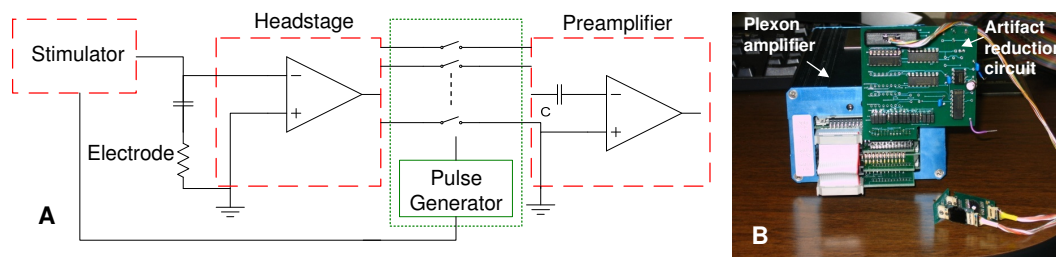 Headstage
Preamplifier
Stimulator
−
+
−
+
C
Electrode
Pulse
Generator
A
Plexon
amplifier
Artifact
reduction
circuit
B